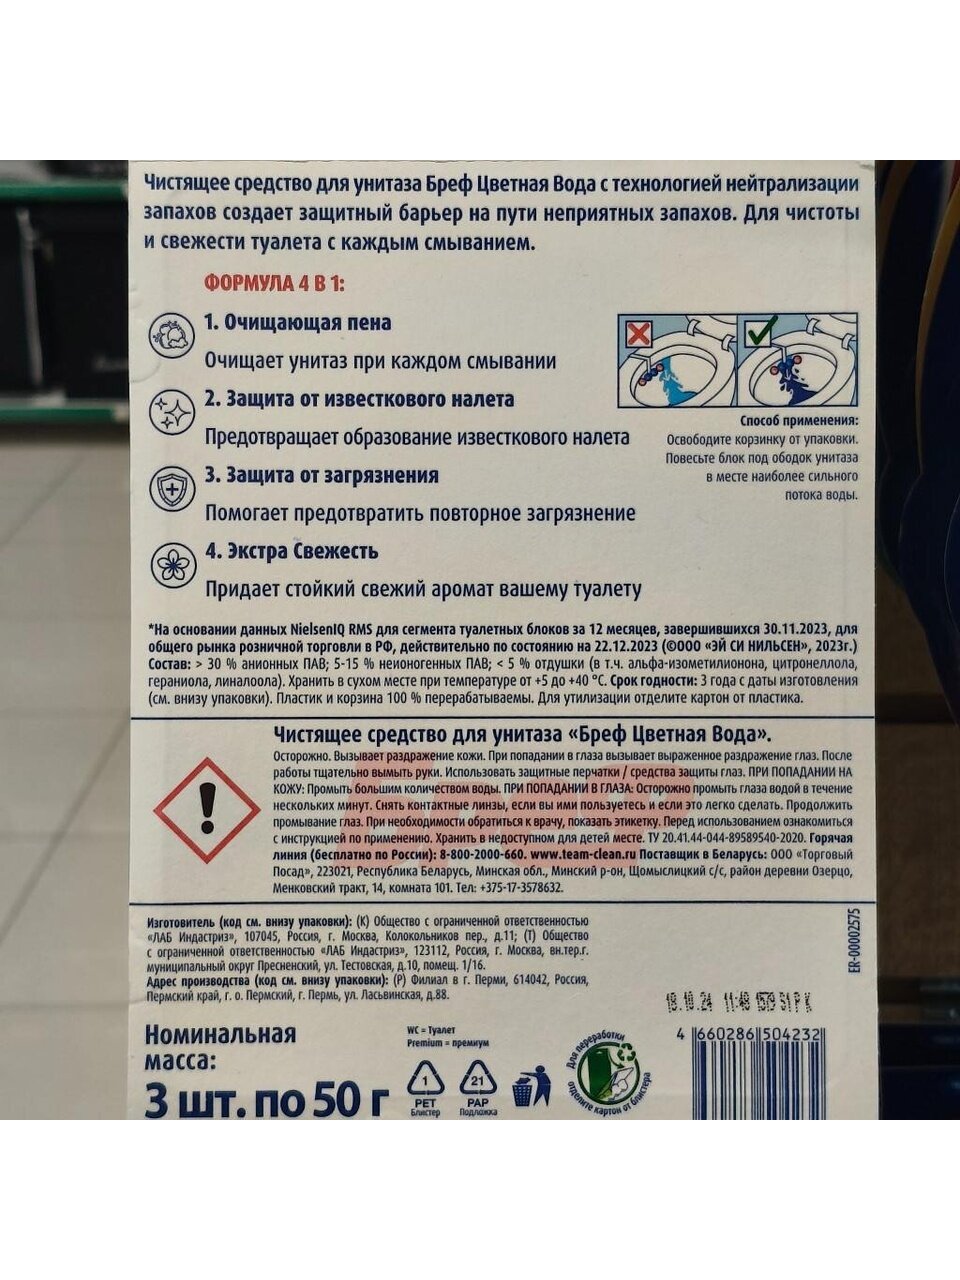 Чистящее средство для унитаза Бреф Цветная Вода с технологией нейтрализации
запахов создает защитный барьер на пути неприятных запахов. Для чистоты
и свежести туалета с каждым смыванием.
ФОРМУЛА 4 В 1:
1. Очищающая пена
Очищает унитаз при каждом смывании
2. Защита от известкового налета
Предотвращает образование известкового налета
3. Защита от загрязнения
Помогает предотвратить повторное загрязнение
4. Экстра Свежесть
Придает стойкий свежий аромат вашему туалету
Способ применения:
Освободите корзинку от упаковки.
Повесьте блок под ободок унитаза
в месте наиболее сильного
потока воды.
*На основании данных NielsenIQ RMS для сегмента туалетных блоков за 12 месяцев, завершившихся 30.11.2023, для
общего рынка розничной торговли в РФ, действительно по состоянию на 22.12.2023 (©ООО «ЭЙ СИ НИЛЬСЕН», 2023г.)
Состав: > 30 % анионных ПАВ; 5-15 % неионогенных ПАВ; < 5 % отдушки (в т.ч. альфа-изометилионона, цитронеллола,
гераниола, линалоола). Хранить в сухом месте при температуре от +5 до +40 °C. Срок годности: 3 года с даты изготовления
(см. внизу упаковки). Пластик и корзина 100 % перерабатываемы. Для утилизации отделите картон от пластика.
Чистящее средство для унитаза «Бреф Цветная Вода».
Осторожно. Вызывает раздражение кожи. При попадании в глаза вызывает выраженное раздражение глаз. После
работы тщательно вымыть руки. Использовать защитные перчатки / средства защиты глаз. ПРИ ПОПАДАНИИ НА
КОЖУ: Промыть большим количеством воды. ПРИ ПОПАДАНИИ В ГЛАЗА: Осторожно промыть глаза водой в течение
нескольких минут. Снять контактные линзы, если вы ими пользуетесь и если это легко сделать. Продолжить
промывание глаз. При необходимости обратиться к врачу, показать этикетку. Перед использованием ознакомиться
с инструкцией по применению. Хранить в недоступном для детей месте. ТУ 20.41.44-044-89589540-2020. Горячая
линия (бесплатно по России): 8-800-2000-660. www.team-clean.ru Поставщик в Беларусь: ООО «Торговый
Посад», 223021, Республика Беларусь, Минская обл., Минский р-он, Щомыслицкий с/с, район деревни Озерцо,
Менковский тракт, 14, комната 101. Тел: +375-17-3578632.
Изготовитель (код см. внизу упаковки): (К) Общество с ограниченной ответственностью
«ЛАБ Индастриз», 107045, Россия, г. Москва, Колокольников пер., д.11; (Т) Общество
с ограниченной ответственностью «ЛАБ Индастриз», 123112, Россия, г. Москва, вн.тер.г.
муниципальный округ Пресненский, ул. Тестовская, д.10, помещ. 1/16.
Адрес производства (код см. внизу упаковки): (Р) Филиал в г. Перми, 614042, Россия,
Пермский край, г. о. Пермский, г. Пермь, ул. Ласьвинская, д.88.
ER-00002575
18.10.24 11:48
Номинальная
масса:
3 шт. по 50 г
WC = Туалет
Premium = премиум
1
PET
Блистер
21
PAP
Подложка
Для переработки
отделите картон от блистера
4 660286 504232